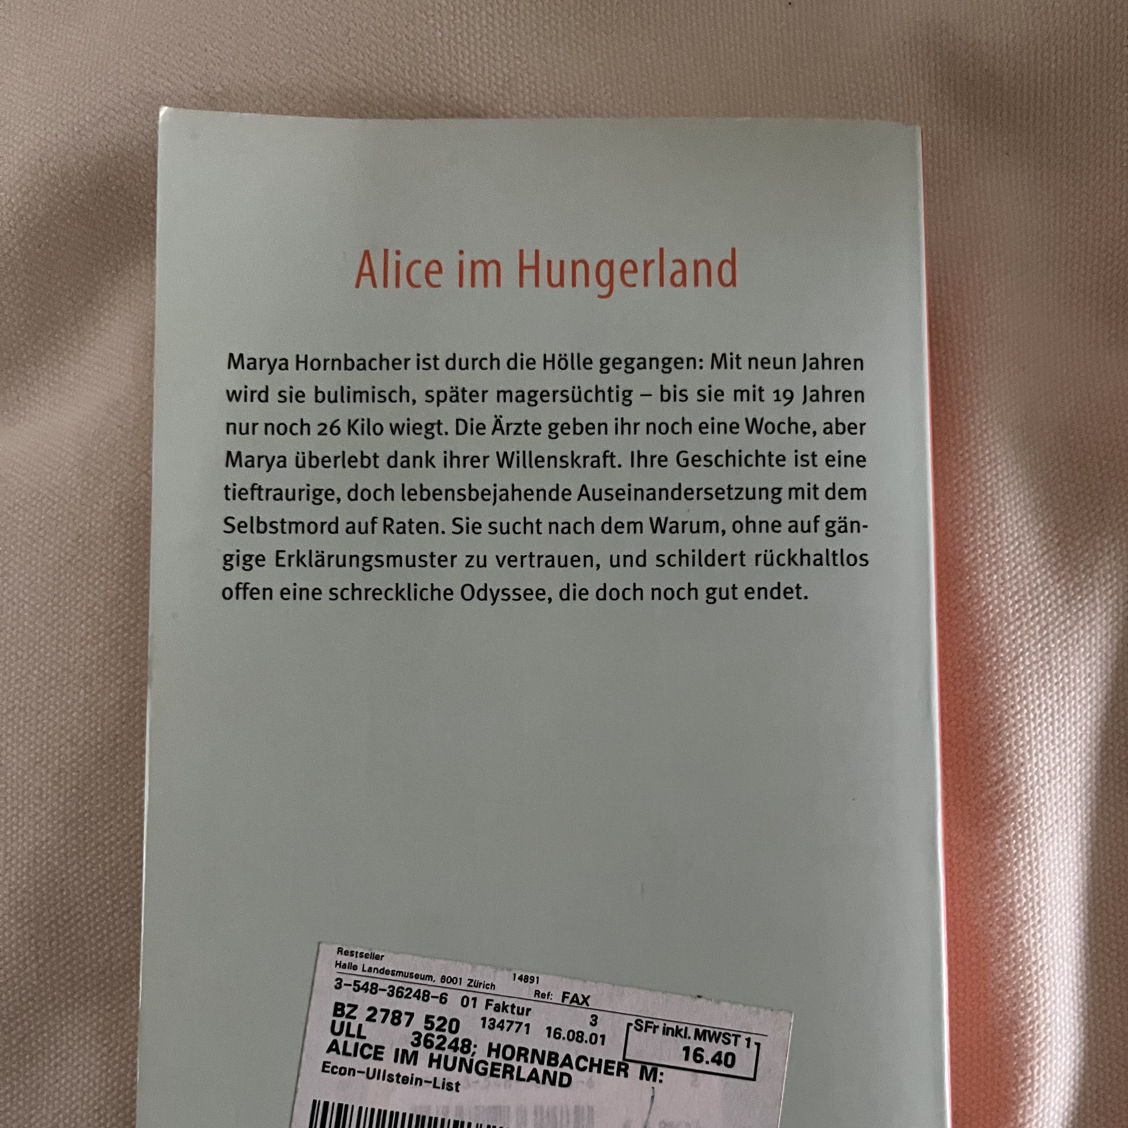 Alice im Hungerland
Marya Hornbacher ist durch die Hölle gegangen: Mit neun Jahren
wird sie bulimisch, später magersüchtig – bis sie mit 19 Jahren
nur noch 26 Kilo wiegt. Die Ärzte geben ihr noch eine Woche, aber
Marya überlebt dank ihrer Willenskraft. Ihre Geschichte ist eine
tieftraurige, doch lebensbejahende Auseinandersetzung mit dem
Selbstmord auf Raten. Sie sucht nach dem Warum, ohne auf gän-
gige Erklärungsmuster zu vertrauen, und schildert rückhaltlos
offen eine schreckliche Odyssee, die doch noch gut endet.
Restseller
Halle Landesmuseum, 8001 Zürich 14891
3-548-36248-6 01 Faktur Ref: FAX
BZ 2787 520 134771 16.08.01 3 SFr inkl. MWST 1
ULL 36248; HORNBACHER M: 16.40
ALICE IM HUNGERLAND
Econ-Ullstein-List